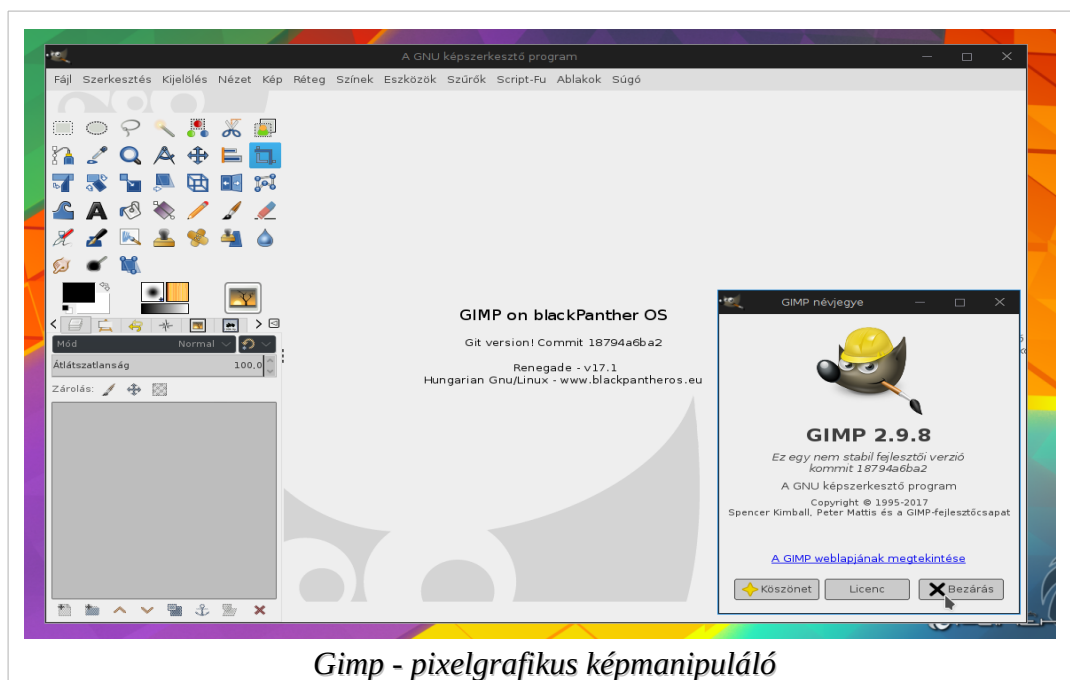 A GNU képszerkesztő program
Fájl Szerkesztés Kijelölés Nézet Kép Réteg Színek Eszközök Szűrők Script-Fu Ablakok Súgó
Mód Normal
Átlátszatlanság 100,0
Zárolás:
GIMP on blackPanther OS
Git version! Commit 18794a6ba2
Renegade - v17.1
Hungarian Gnu/Linux - www.blackpantheros.eu
GIMP névjegye
GIMP 2.9.8
Ez egy nem stabil fejlesztői verzió
kommit 18794a6ba2
A GNU képszerkesztő program
Copyright © 1995-2017
Spencer Kimball, Peter Mattis és a GIMP-fejlesztőcsapat
A GIMP weblapjának megtekintése
Köszönet Licenc Bezárás
Gimp - pixelgrafikus képmanipuláló